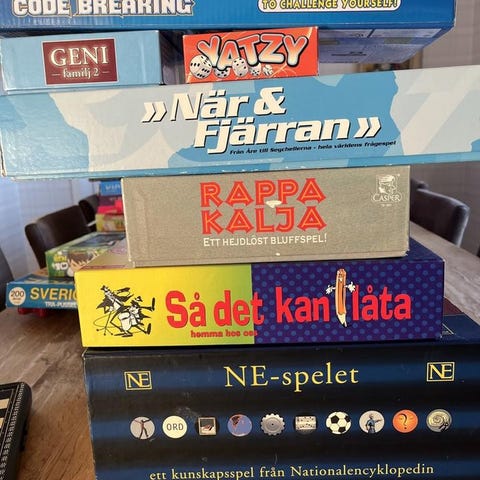 CODE BREAKING
TO CHALLENGE YOURSELF!
GENI
familj 2
YATZY
»När &
Fjärran»
Från Åre till Seychellerna - hela världens frågespel
RAPPA
KALJA
ETT HEJDLÖST BLUFFSPEL!
CASPER
Så det kan låta
hemma hos oss
200
SVERIG
NE
NE-spelet
NE
ORD
?
ett kunskapsspel från Nationalencyklopedin